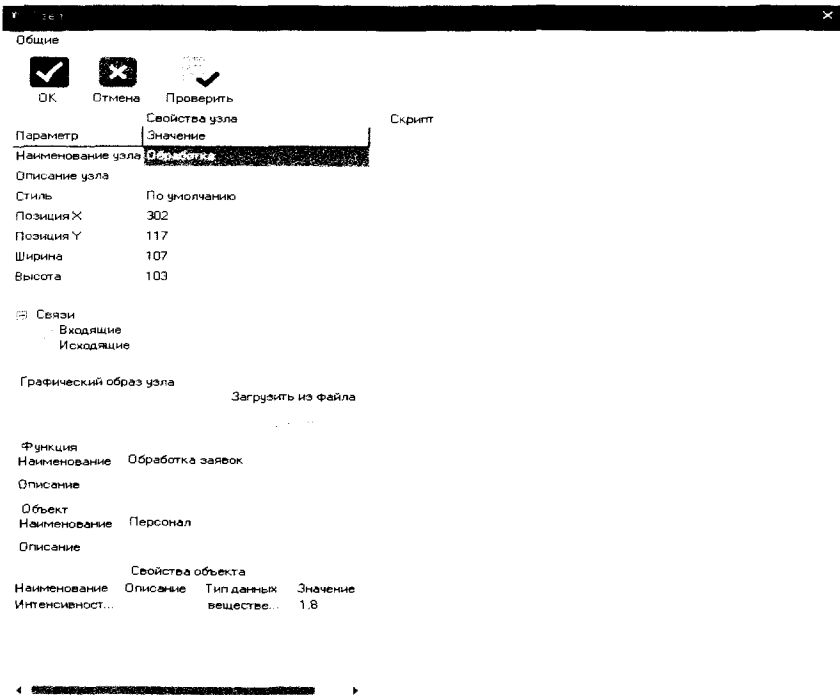 Общие
ОК Отмена Проверить
Свойства узла Скрипт
Параметр Значение
Наименование узла Обработка
Описание узла
Стиль По умолчанию
Позиция X 302
Позиция Y 117
Ширина 107
Высота 103
Связи
Входящие
Исходящие
Графический образ узла
Загрузить из файла
Функция
Наименование Обработка заявок
Описание
Объект
Наименование Персонал
Описание
Свойства объекта
Наименование Описание Тип данных Значение
Интенсивност... веществе... 1,8